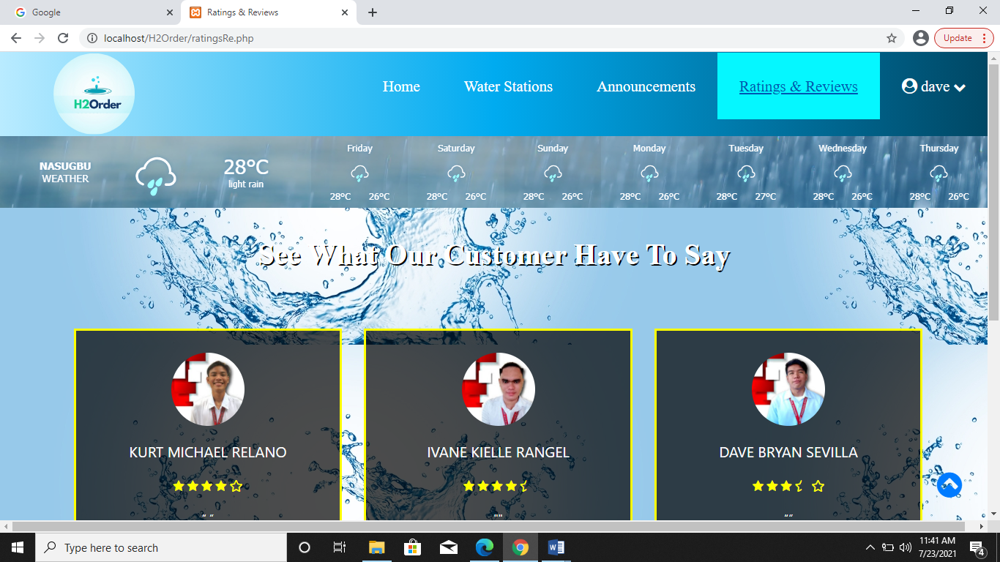 Google
Ratings & Reviews
localhost/H2Order/ratingsRe.php
Update
H2Order
Home
Water Stations
Announcements
Ratings & Reviews
dave
NASUGBU
WEATHER
28°C
light rain
Friday
28°C 26°C
Saturday
28°C 26°C
Sunday
28°C 26°C
Monday
28°C 26°C
Tuesday
28°C 27°C
Wednesday
28°C 26°C
Thursday
28°C 26°C
See What Our Customer Have To Say
KURT MICHAEL RELANO
“ “
IVANE KIELLE RANGEL
""
DAVE BRYAN SEVILLA
“”
Type here to search
11:41 AM
7/23/2021
4